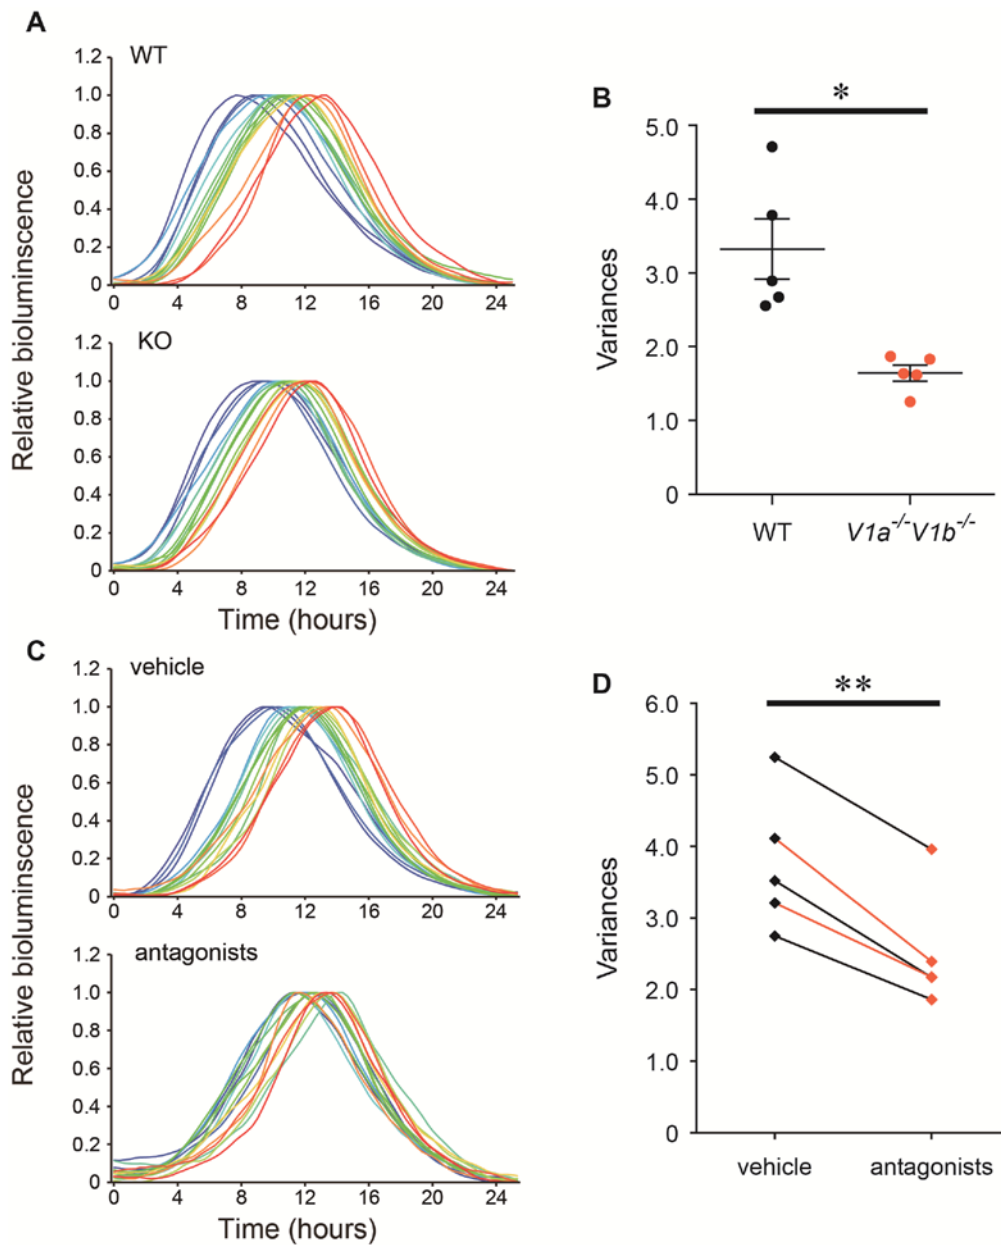 A
WT
Relative bioluminscence
1.2
1.0
0.8
0.6
0.4
0.2
0
0 4 8 12 16 20 24
KO
1.2
1.0
0.8
0.6
0.4
0.2
0
0 4 8 12 16 20 24
Time (hours)
B
*
Variances
5.0
4.0
3.0
2.0
1.0
0
WT V1a-/-V1b-/-
C
vehicle
Relative bioluminscence
1.2
1.0
0.8
0.6
0.4
0.2
0
0 4 8 12 16 20 24
antagonists
1.2
1.0
0.8
0.6
0.4
0.2
0
0 4 8 12 16 20 24
Time (hours)
D
**
Variances
6.0
5.0
4.0
3.0
2.0
1.0
0
vehicle antagonists